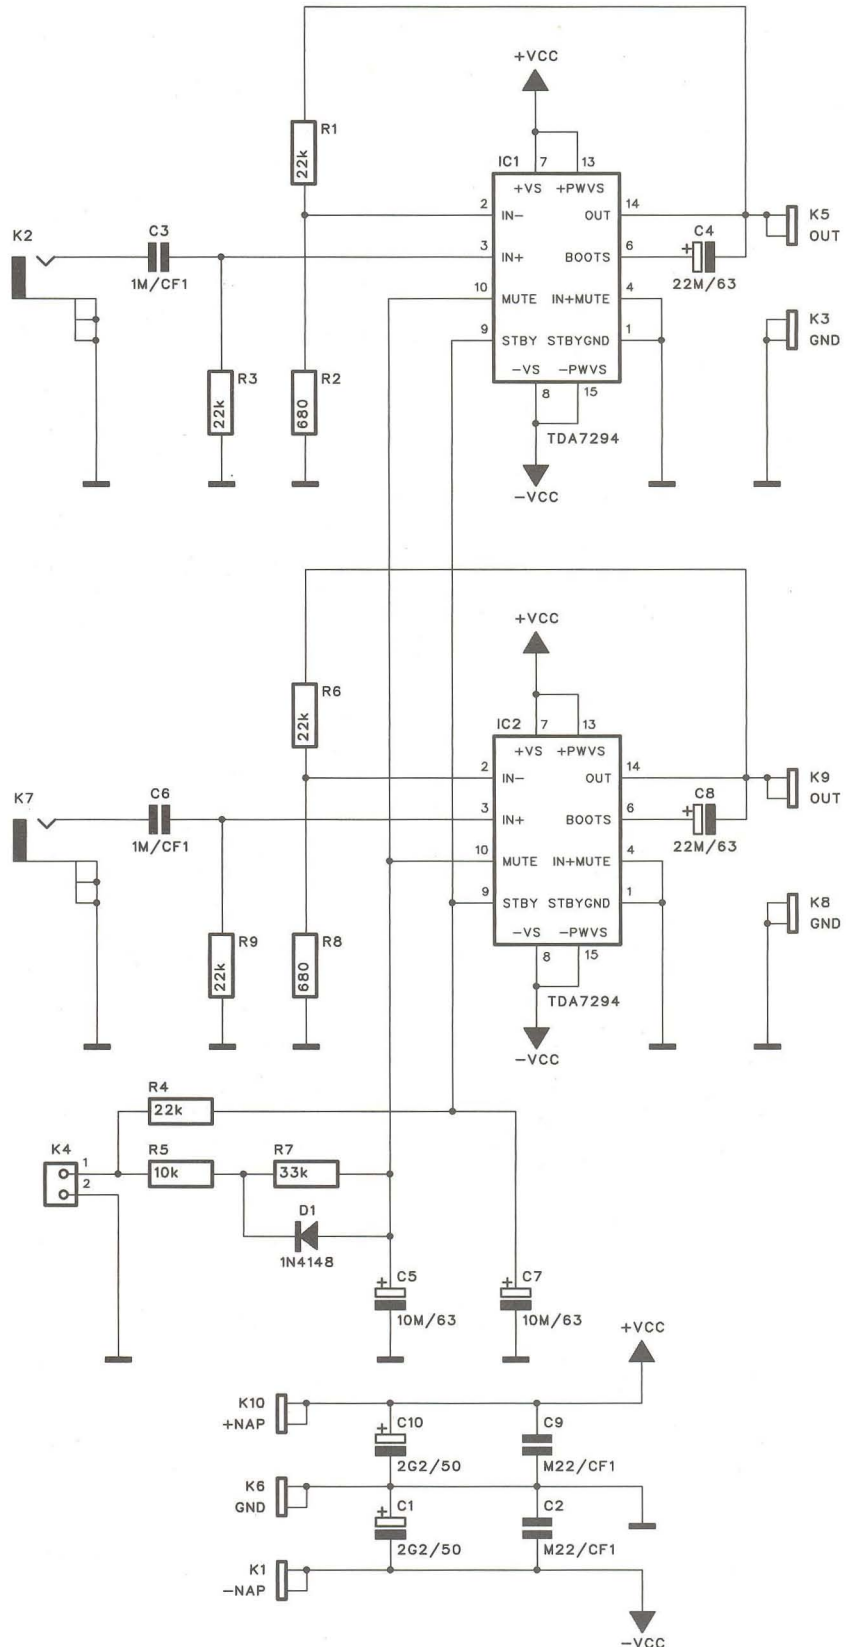 +VCC
R1
22k
IC1
7
13
+VS
+PWVS
2
IN-
OUT
14
K5
OUT
K2
C3
1M/CF1
3
IN+
BOOTS
6
+
C4
22M/63
10
MUTE
IN+MUTE
4
K3
GND
9
STBY
STBYGND
1
R3
22k
R2
680
-VS
-PWVS
8
15
TDA7294
-VCC
+VCC
R6
22k
IC2
7
13
+VS
+PWVS
2
IN-
OUT
14
K9
OUT
K7
C6
1M/CF1
3
IN+
BOOTS
6
+
C8
22M/63
10
MUTE
IN+MUTE
4
9
STBY
STBYGND
1
K8
GND
R9
22k
R8
680
-VS
-PWVS
8
15
TDA7294
-VCC
R4
22k
K4
1
2
R5
10k
R7
33k
D1
1N4148
+
C5
10M/63
+
C7
10M/63
+VCC
K10
+NAP
+
C10
2G2/50
C9
M22/CF1
K6
GND
+
C1
2G2/50
C2
M22/CF1
K1
-NAP
-VCC